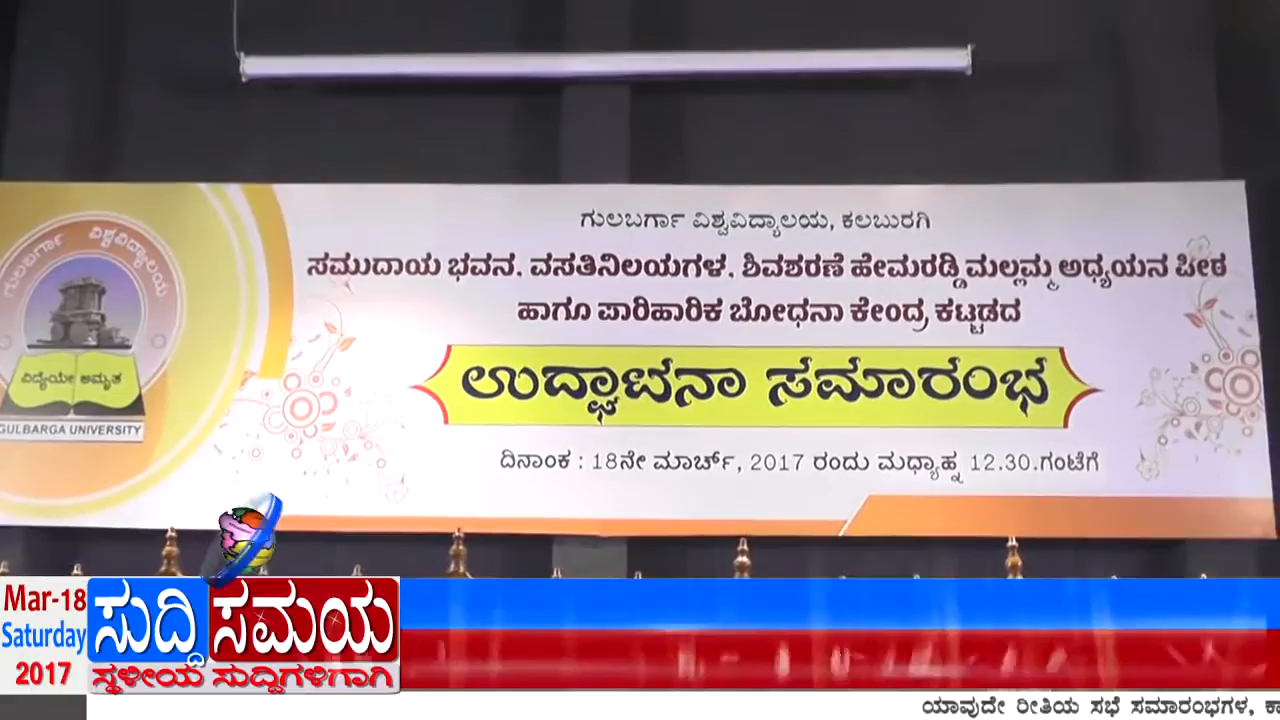 ಗುಲಬರ್ಗಾ ವಿಶ್ವವಿದ್ಯಾಲಯ, ಕಲಬುರಗಿ
ಸಮುದಾಯ ಭವನ, ವಸತಿನಿಲಯಗಳ, ಶಿವಶರಣೆ ಹೇಮರಡ್ಡಿ ಮಲ್ಲಮ್ಮ ಅಧ್ಯಯನ ಪೀಠ
ಹಾಗೂ ಪಾರಿಹಾರಿಕ ಬೋಧನಾ ಕೇಂದ್ರ ಕಟ್ಟಡದ
ಉದ್ಘಾಟನಾ ಸಮಾರಂಭ
ದಿನಾಂಕ : 18ನೇ ಮಾರ್ಚ್, 2017 ರಂದು ಮಧ್ಯಾಹ್ನ 12.30.ಗಂಟೆಗೆ
ಗುಲಬರ್ಗಾ ವಿಶ್ವವಿದ್ಯಾಲಯ
ವಿದ್ಯೆಯೇ ಅಮೃತ
GULBARGA UNIVERSITY
Mar-18
Saturday
2017
ಸುದ್ದಿ ಸಮಯ
ಸ್ಥಳೀಯ ಸುದ್ದಿಗಳಿಗಾಗಿ
ಯಾವುದೇ ರೀತಿಯ ಸಭೆ ಸಮಾರಂಭಗಳ,